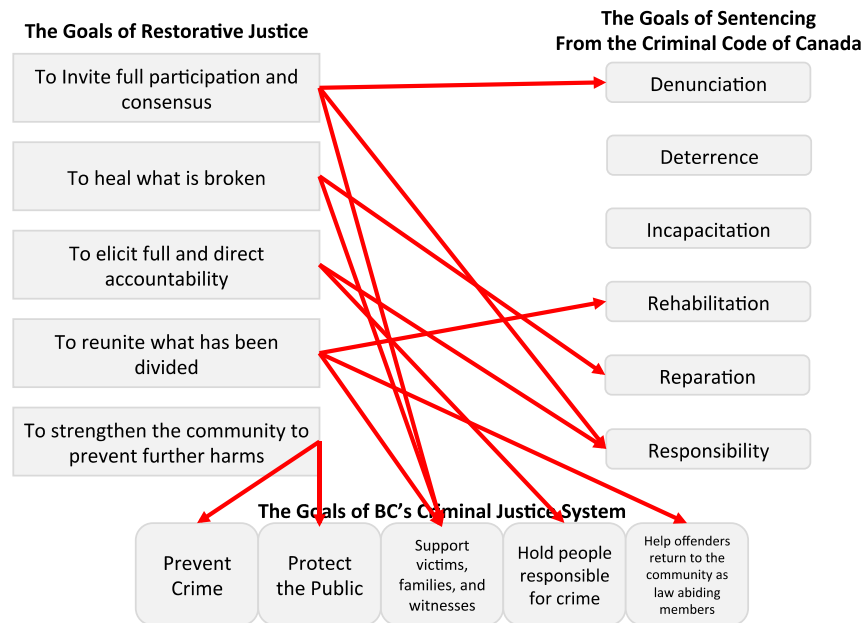 The Goals of Restorative Justice
To Invite full participation and
consensus
To heal what is broken
To elicit full and direct
accountability
To reunite what has been
divided
To strengthen the community to
prevent further harms
The Goals of Sentencing
From the Criminal Code of Canada
Denunciation
Deterrence
Incapacitation
Rehabilitation
Reparation
Responsibility
The Goals of BC's Criminal Justice System
Prevent
Crime
Protect
the Public
Support
victims,
families, and
witnesses
Hold people
responsible
for crime
Help offenders
return to the
community as
law abiding
members